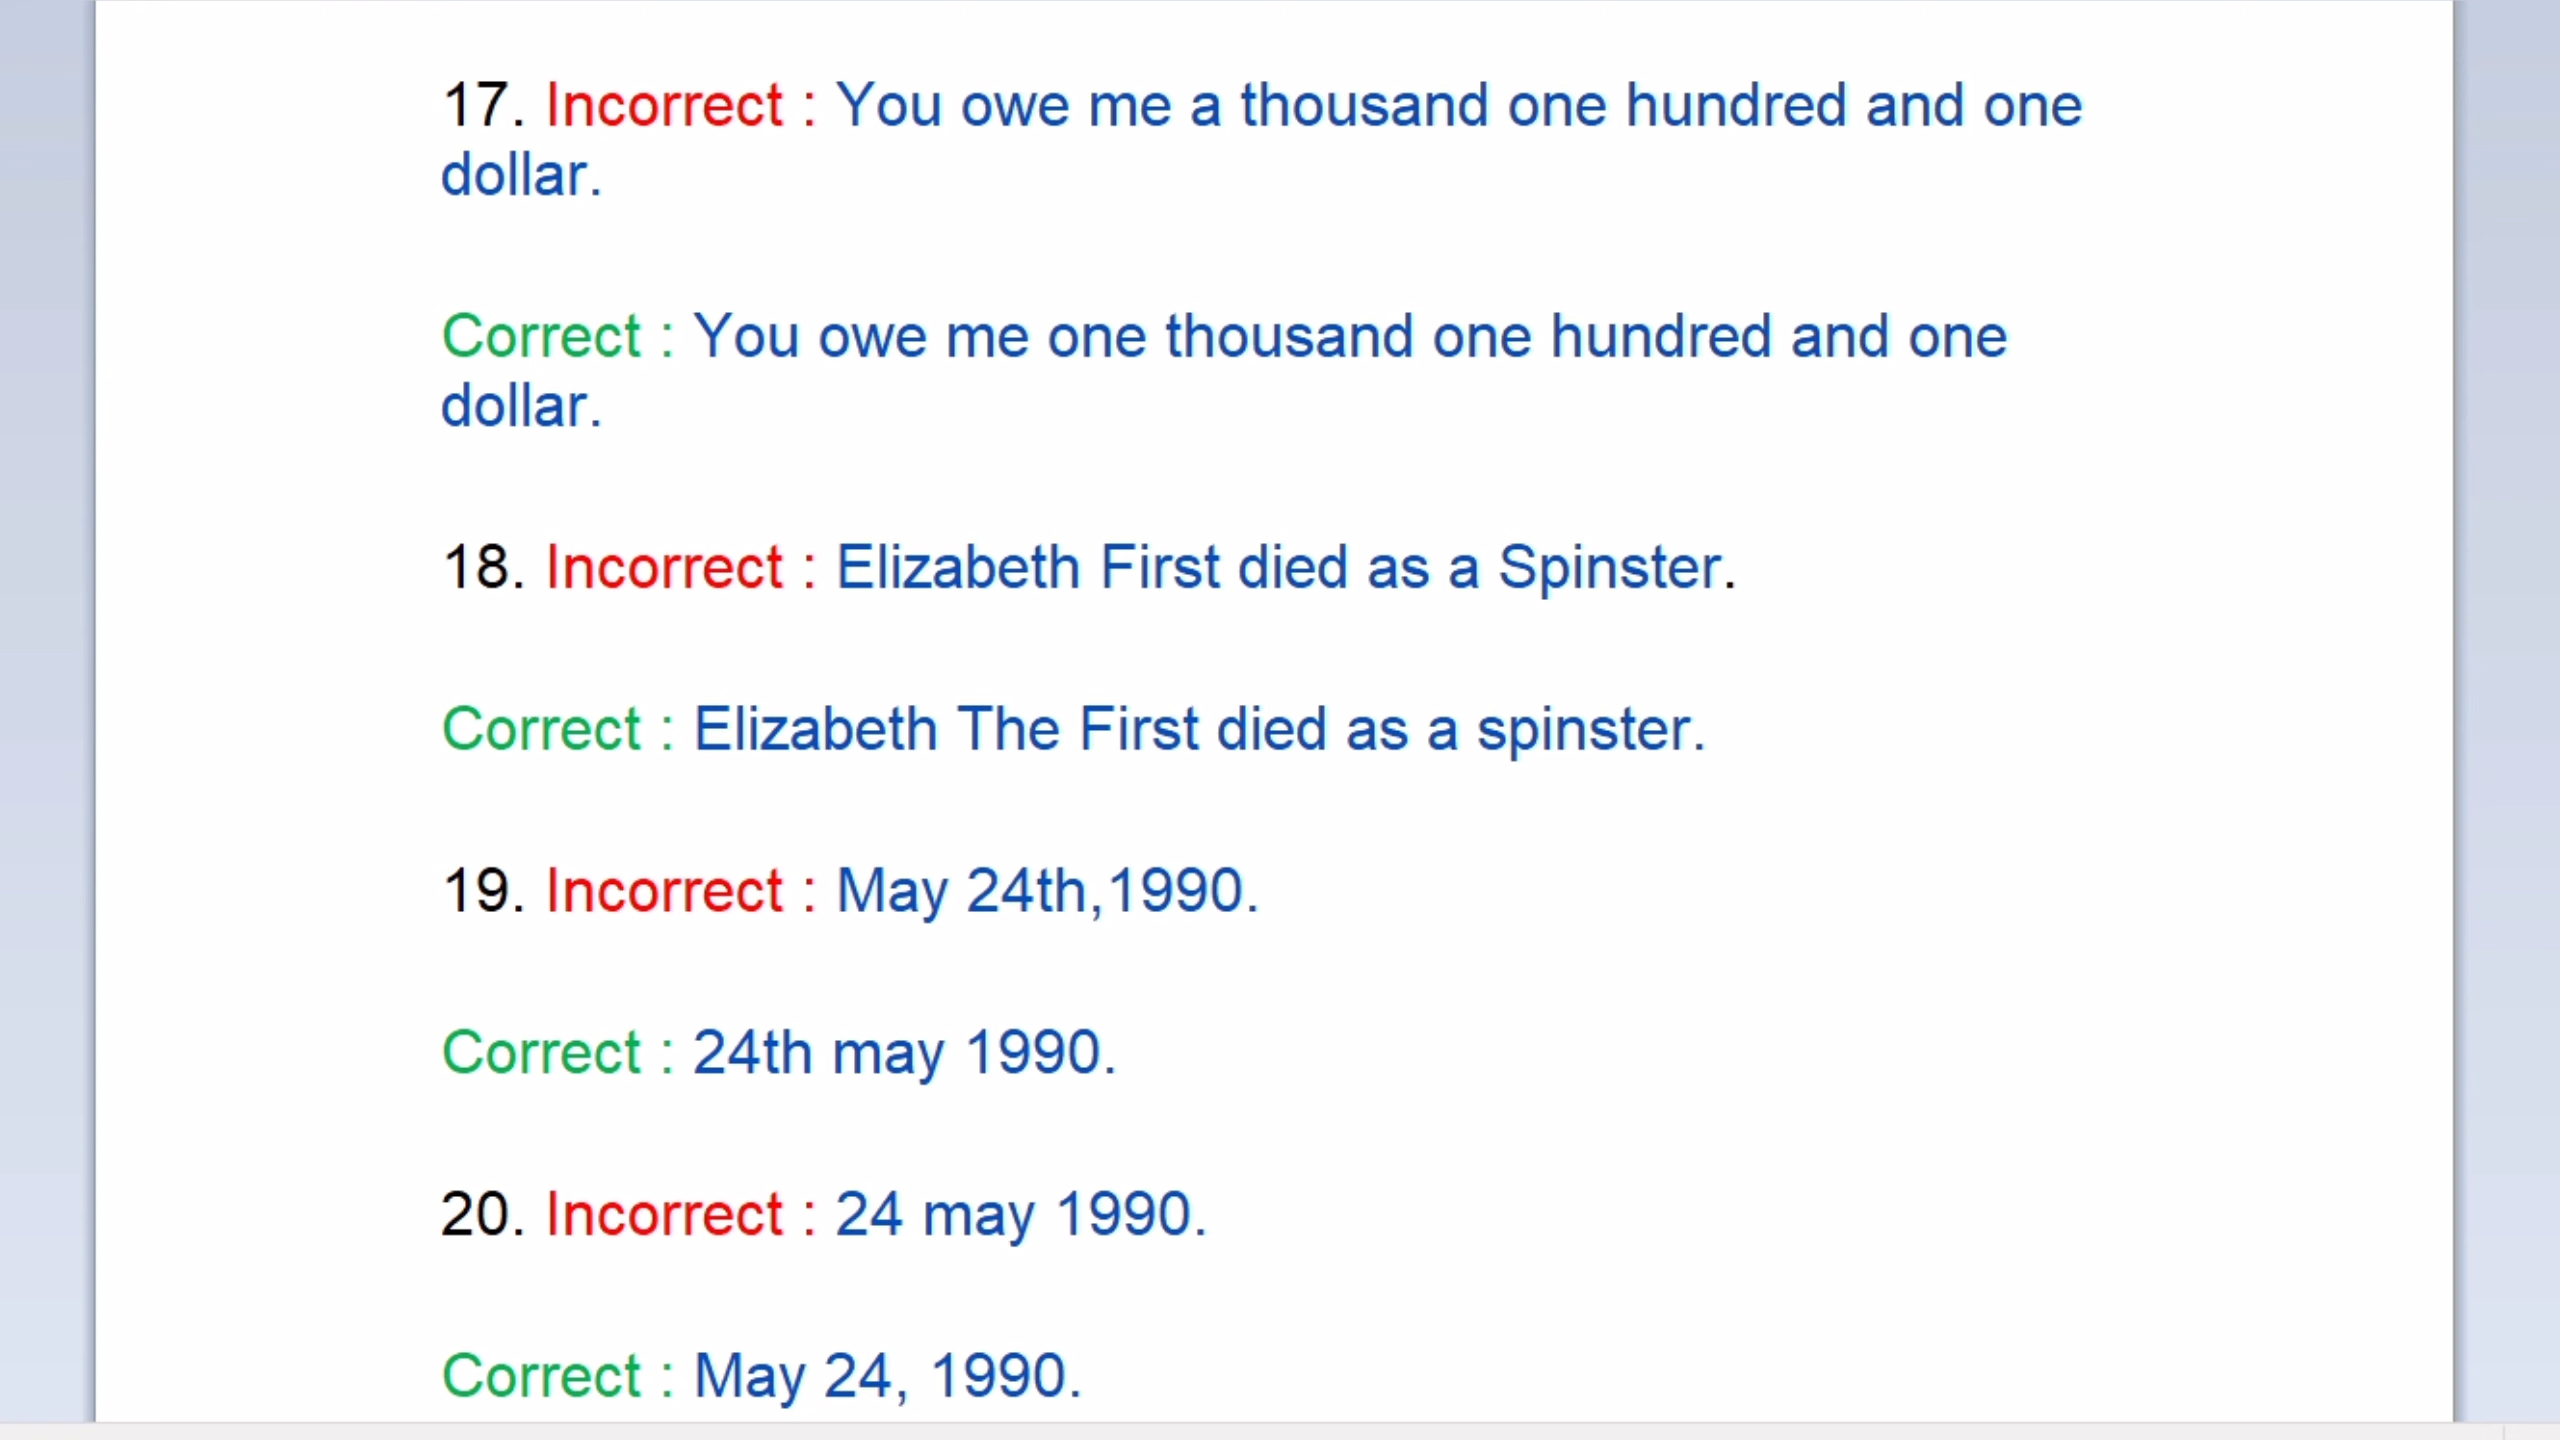 17. Incorrect : You owe me a thousand one hundred and one
dollar.
Correct : You owe me one thousand one hundred and one
dollar.
18. Incorrect : Elizabeth First died as a Spinster.
Correct : Elizabeth The First died as a spinster.
19. Incorrect : May 24th,1990.
Correct : 24th may 1990.
20. Incorrect : 24 may 1990.
Correct : May 24, 1990.